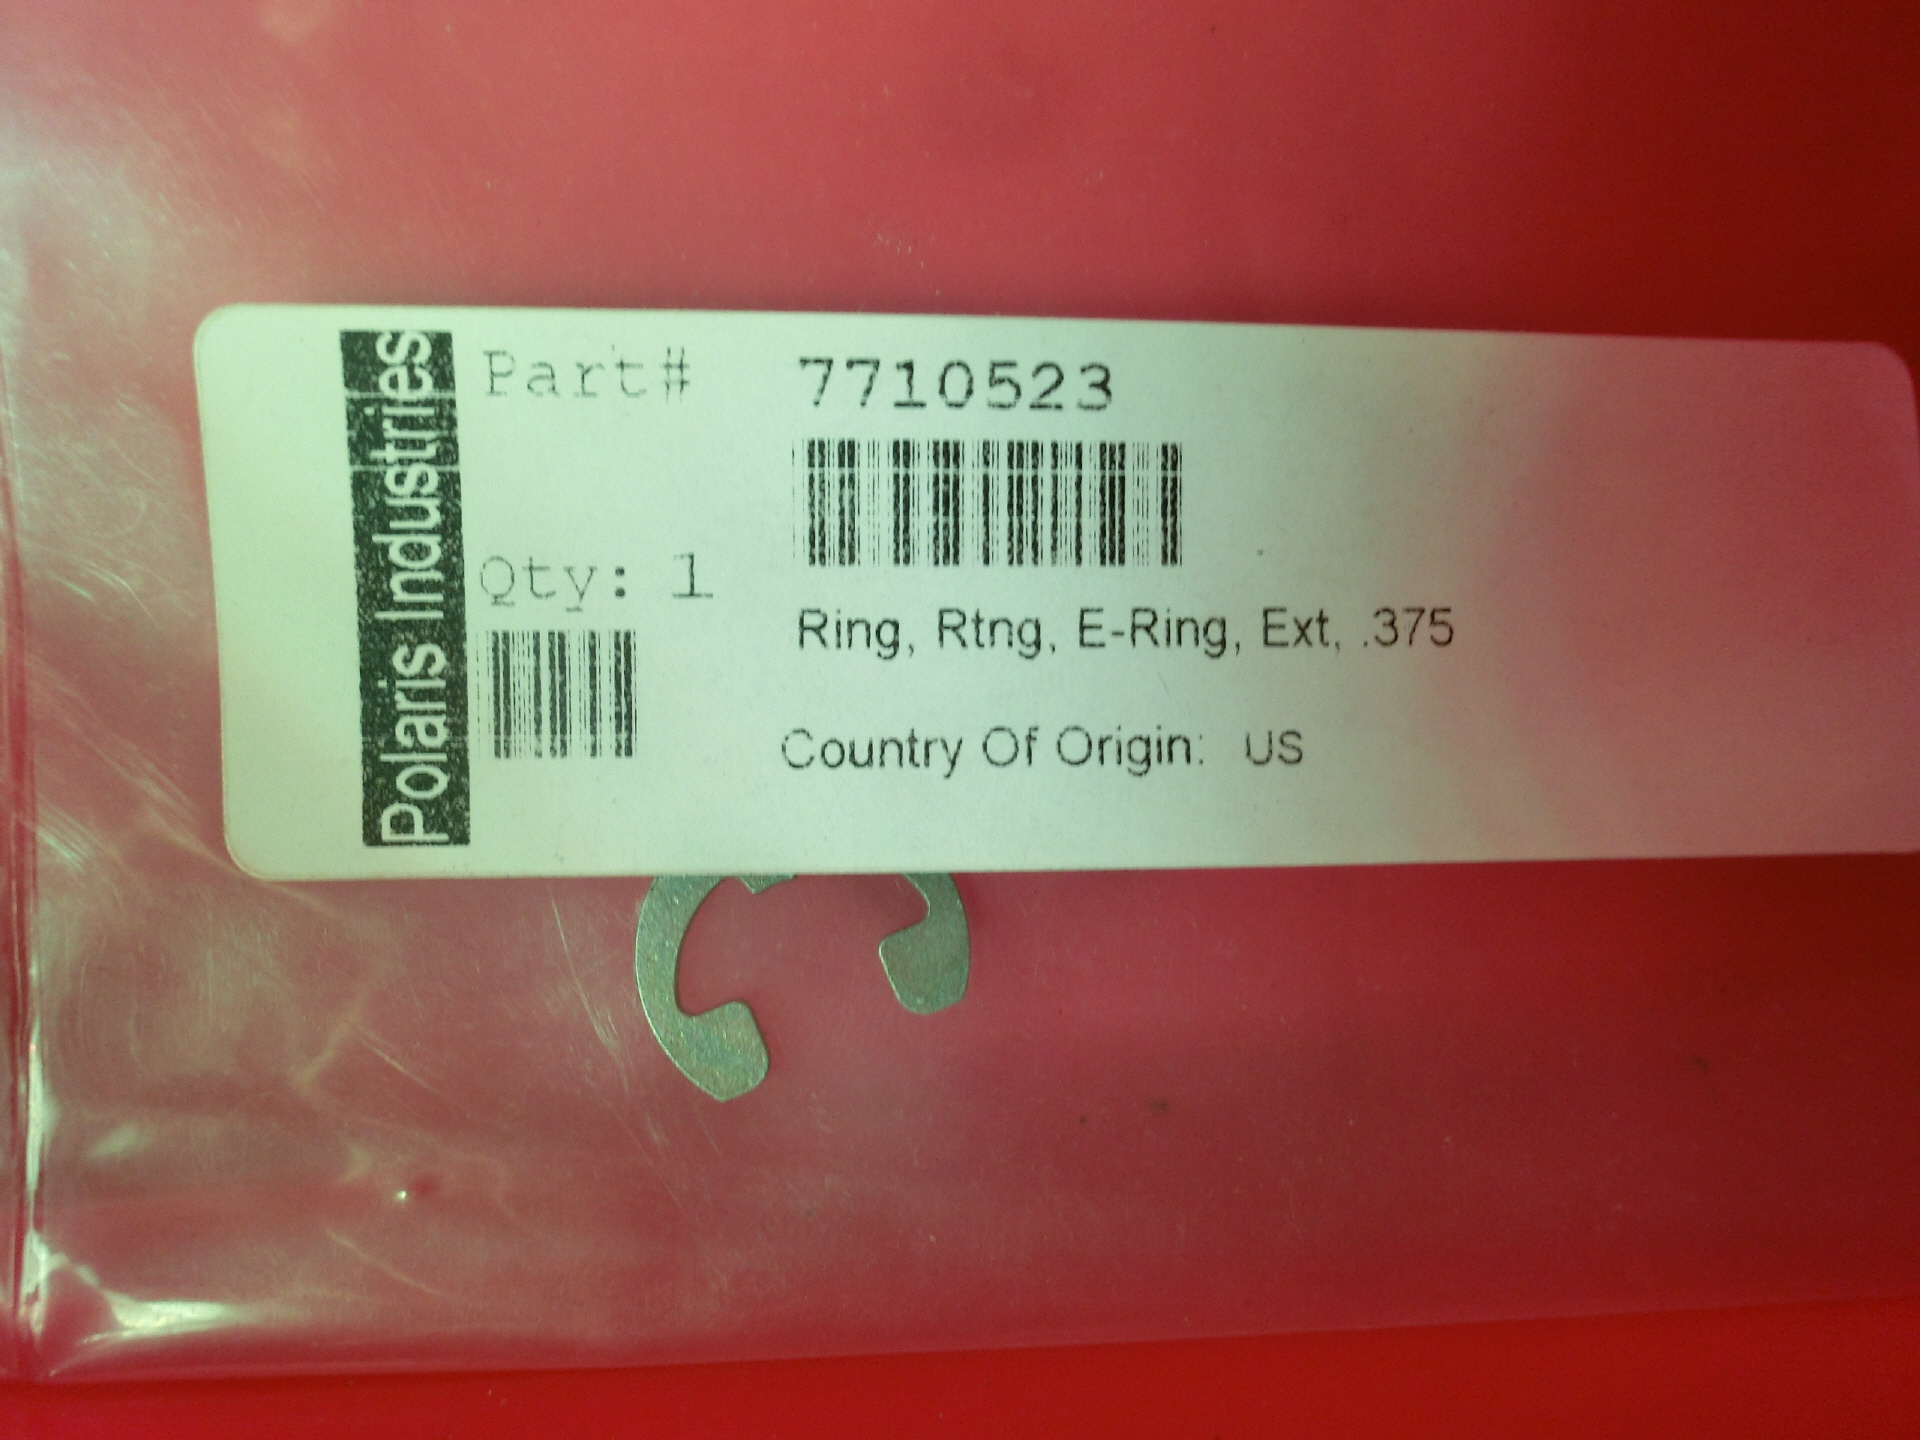 Polaris Industries
Part# 7710523
Qty: 1
Ring, Rtng, E-Ring, Ext, .375
Country Of Origin: US